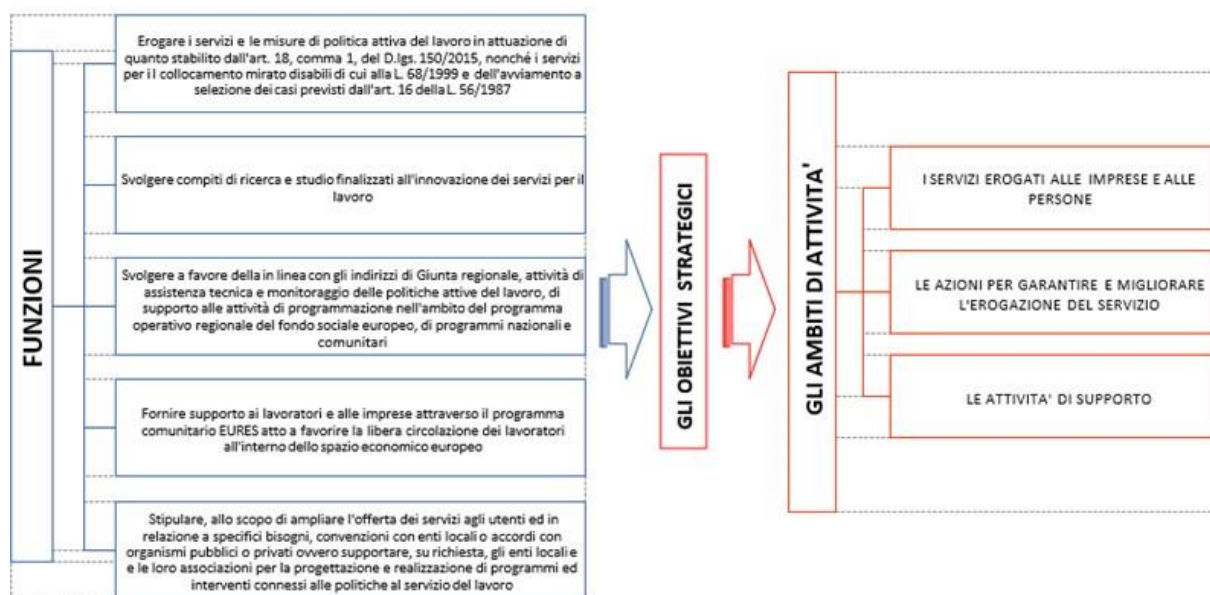 FUNZIONI
Erogare i servizi e le misure di politica attiva del lavoro in attuazione di
quanto stabilito dall'art. 18, comma 1, del D.lgs. 150/2015, nonché i servizi
per i l collocamento mirato disabili di cui alla L. 68/1999 e dell'avviamento a
selezione dei casi previsti dall'art. 16 della L. 56/1987
Svolgere compiti di ricerca e studio finalizzati all'innovazione dei servizi per il
lavoro
Svolgere a favore della in linea con gli indirizzi di Giunta regionale, attività di
assistenza tecnica e monitoraggio delle politiche attive del lavoro, di
supporto alle attività di programmazione nell'ambito del programma
operativo regionale del fondo sociale europeo, di programmi nazionali e
comunitari
Fornire supporto ai lavoratori e alle imprese attraverso il programma
comunitario EURES atto a favorire la libera circolazione dei lavoratori
all'interno dello spazio economico europeo
Stipulare, allo scopo di ampliare l'offerta dei servizi agli utenti ed in
relazione a specifici bisogni, convenzioni con enti locali o accordi con
organismi pubblici o privati ovvero supportare, su richiesta, gli enti locali e
e le loro associazioni per la progettazione e realizzazione di programmi ed
interventi connessi alle politiche al servizio del lavoro
GLI OBIETTIVI STRATEGICI
GLI AMBITI DI ATTIVITA'
I SERVIZI EROGATI ALLE IMPRESE E ALLE
PERSONE
LE AZIONI PER GARANTIRE E MIGLIORARE
L'EROGAZIONE DEL SERVIZIO
LE ATTIVITA' DI SUPPORTO